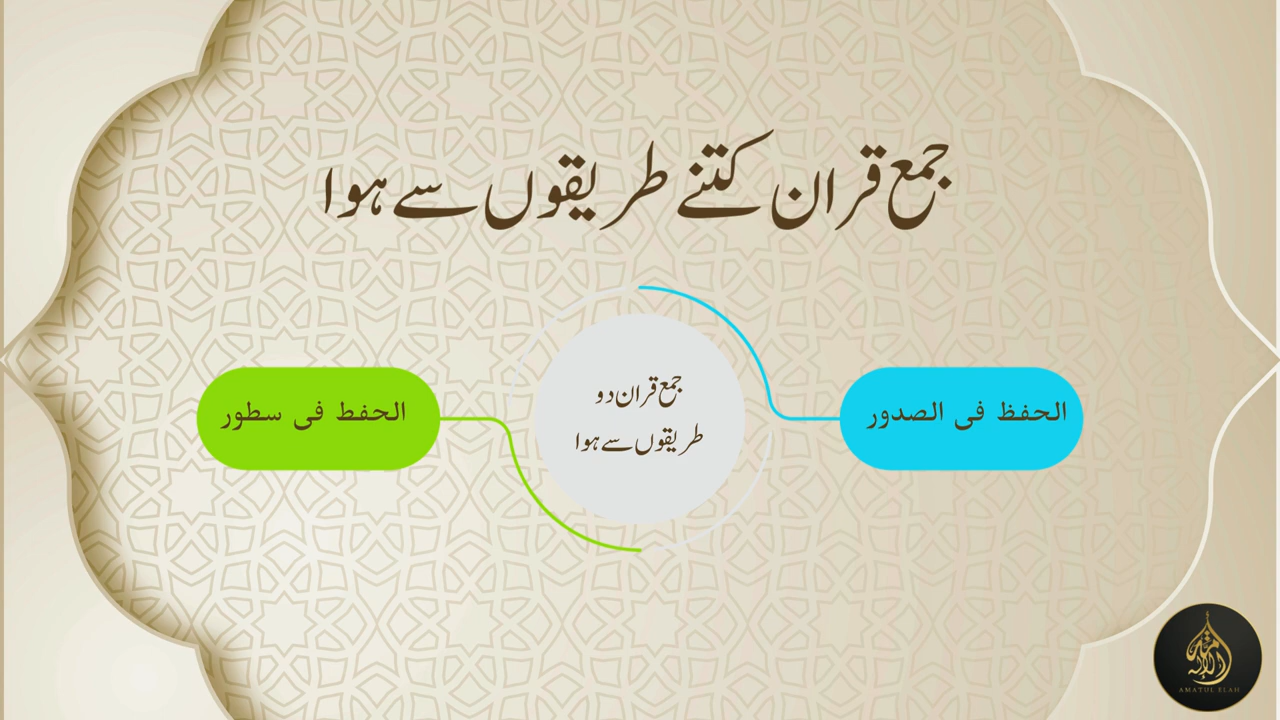 جمع قران کتنے طریقوں سے ہوا
جمع قران دو
طریقوں سے ہوا
الحفظ فی الصدور
الحفط فی سطور
AMATUL ELAH